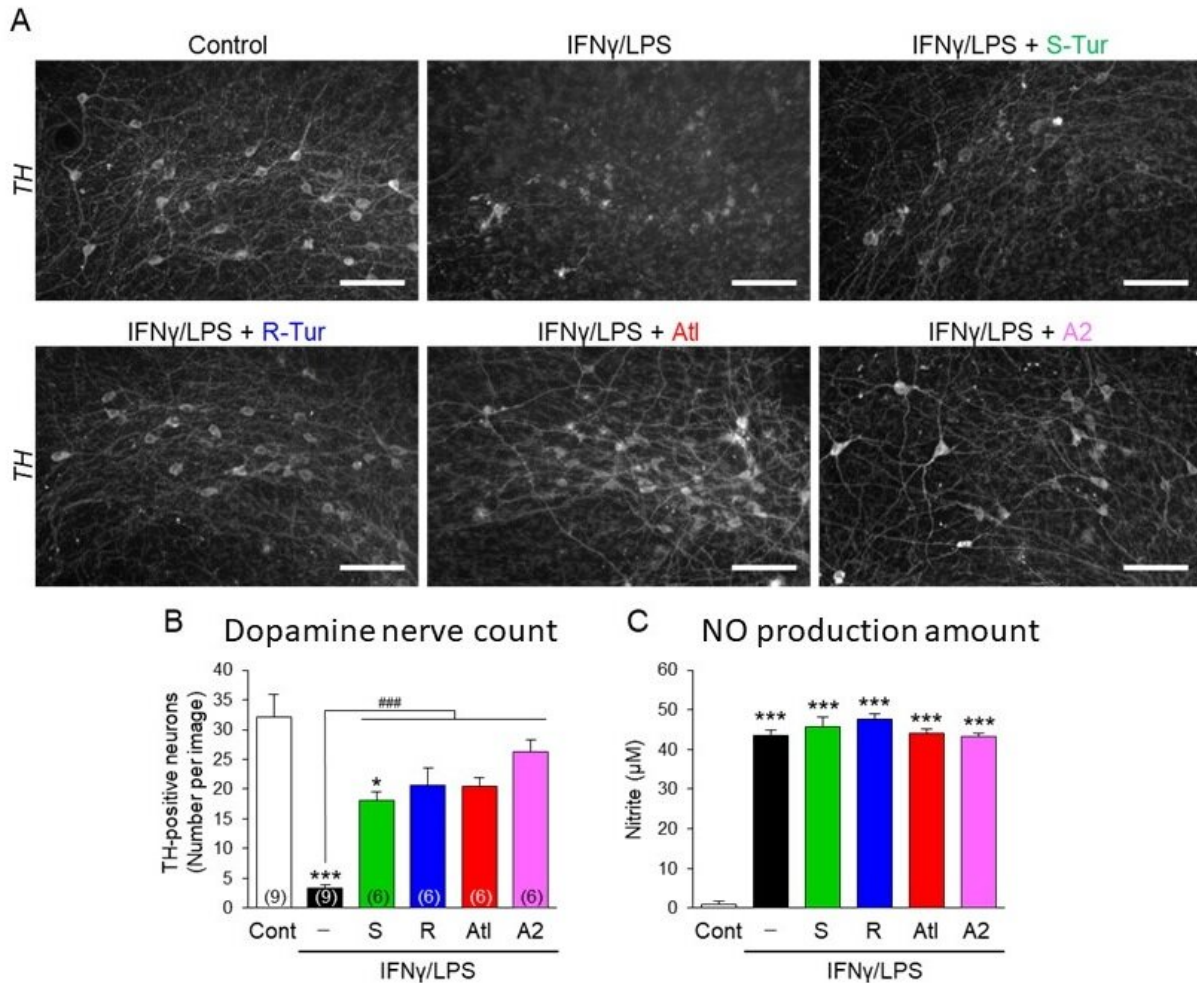 A
Control
IFNγ/LPS
IFNγ/LPS + S-Tur
TH
IFNγ/LPS + R-Tur
IFNγ/LPS + Atl
IFNγ/LPS + A2
TH
B Dopamine nerve count
TH-positive neurons
(Number per image)
40
35
30
25
20
15
10
5
0
###
***
*
(9) (9) (6) (6) (6) (6)
Cont – S R Atl A2
IFNγ/LPS
C NO production amount
Nitrite (μM)
60
50
40
30
20
10
0
*** *** *** *** ***
Cont – S R Atl A2
IFNγ/LPS